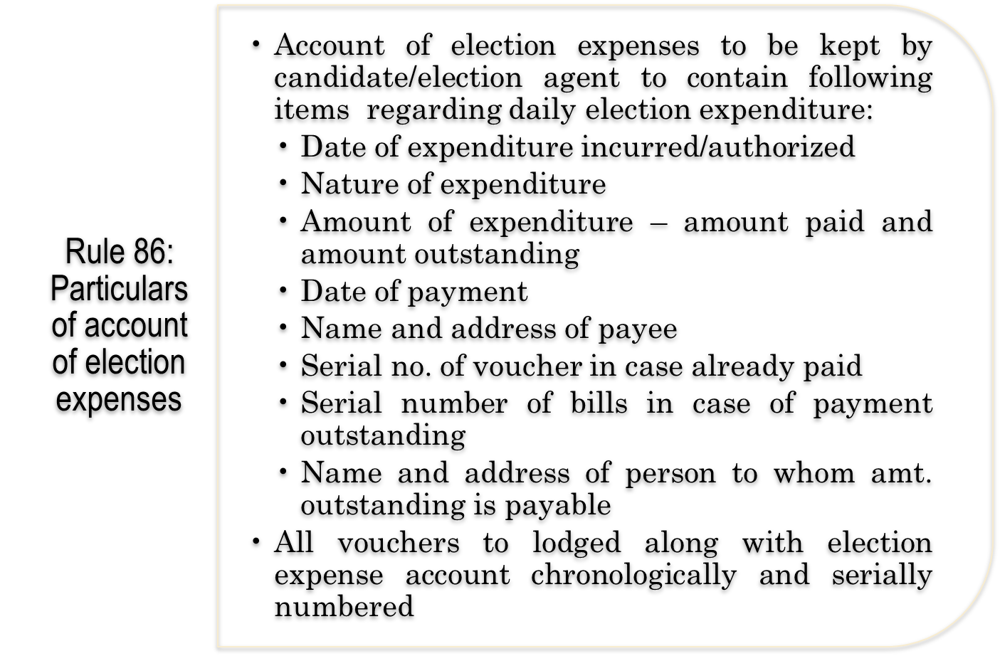 Rule 86:
Particulars
of account
of election
expenses
• Account of election expenses to be kept by
candidate/election agent to contain following
items regarding daily election expenditure:
• Date of expenditure incurred/authorized
• Nature of expenditure
• Amount of expenditure – amount paid and
amount outstanding
• Date of payment
• Name and address of payee
• Serial no. of voucher in case already paid
• Serial number of bills in case of payment
outstanding
• Name and address of person to whom amt.
outstanding is payable
• All vouchers to lodged along with election
expense account chronologically and serially
numbered